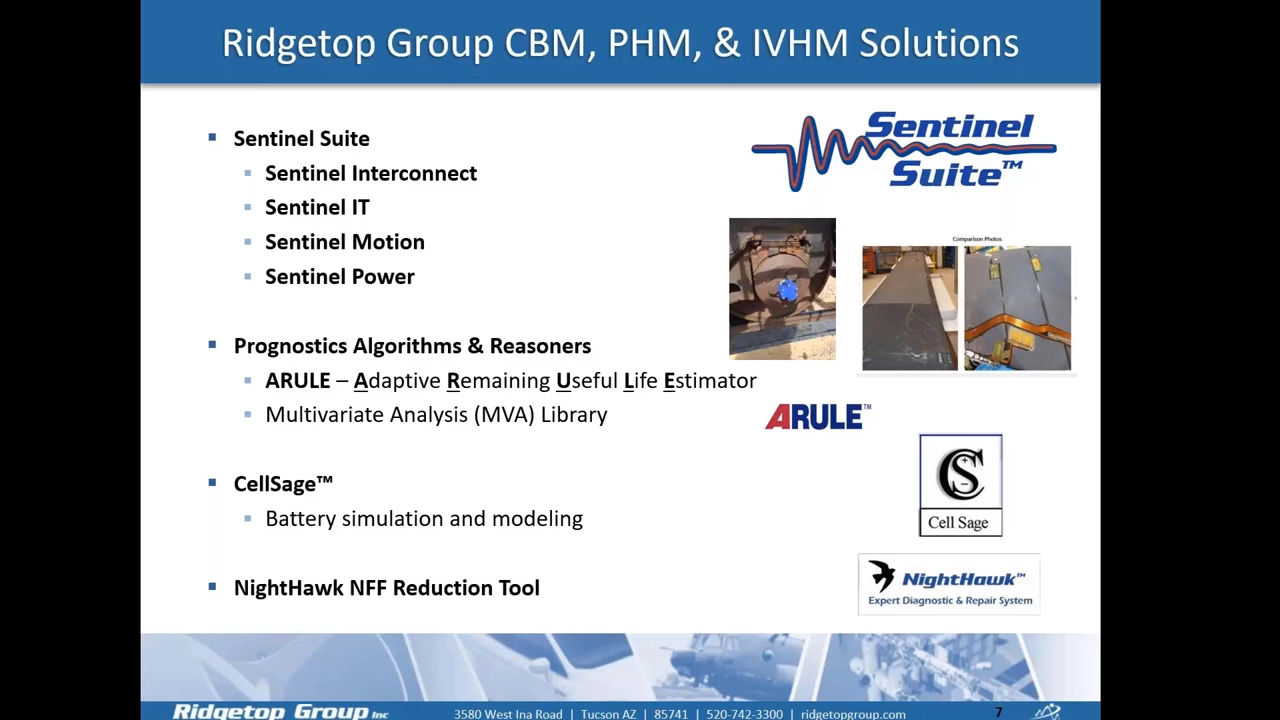 Ridgetop Group CBM, PHM, & IVHM Solutions
Sentinel Suite
Sentinel Interconnect
Sentinel IT
Sentinel Motion
Sentinel Power
Prognostics Algorithms & Reasoners
ARULE – Adaptive Remaining Useful Life Estimator
Multivariate Analysis (MVA) Library
CellSage™
Battery simulation and modeling
NightHawk NFF Reduction Tool
Sentinel
Suite™
Comparison Photos
ARULE™
CS
Cell Sage
NightHawk™
Expert Diagnostic & Repair System
Ridgetop Group Inc
3580 West Ina Road | Tucson AZ | 85741 | 520-742-3300 | ridgetopgroup.com
7